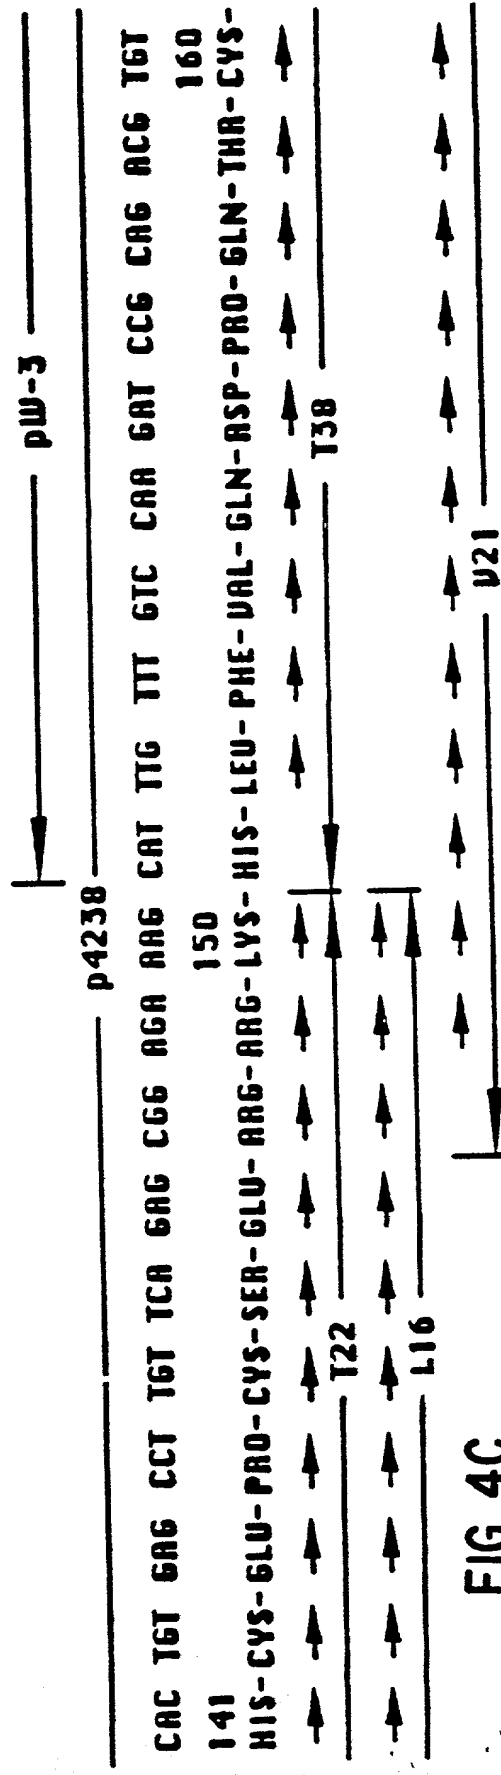 pW-3
p4238
CAC TGT GAG CCT TGT TCA GAG CGG AGA AAG CAT TTG TTT GTC CAA GAT CCG CAG ACG TGT
141 150 160
HIS-CYS-GLU-PRO-CYS-SER-GLU-ARG-ARG-LYS-HIS-LEU-PHE-VAL-GLN-ASP-PRO-GLN-THR-CYS-
T22 T38
L16
V21
FIG. 4C